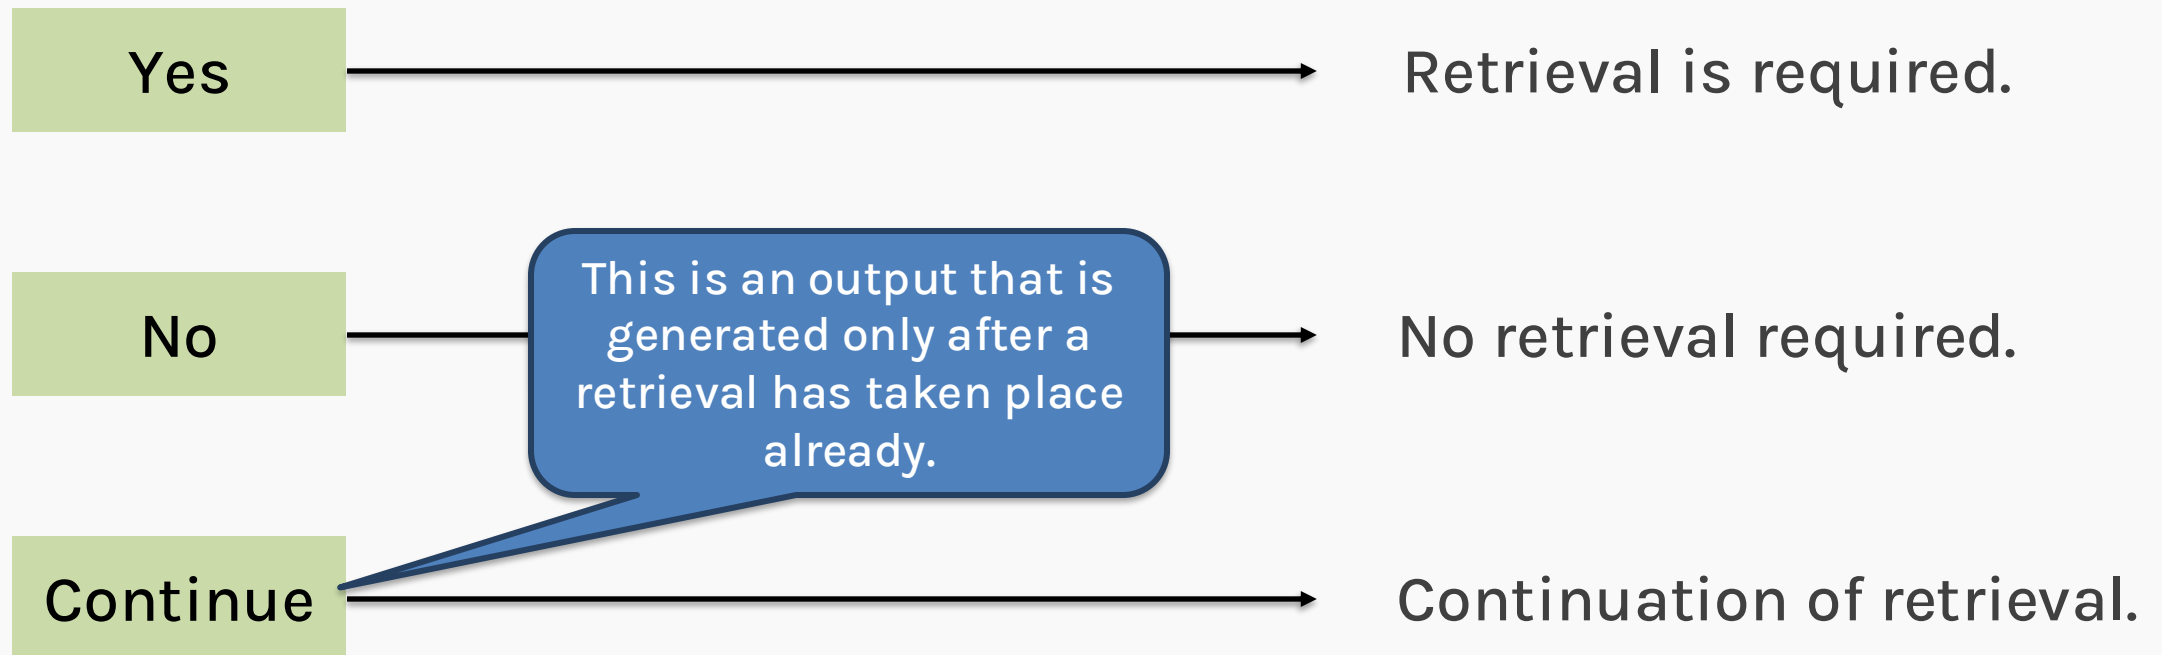 Yes
Retrieval is required.
This is an output that is
generated only after a
retrieval has taken place
already.
No
No retrieval required.
Continue
Continuation of retrieval.